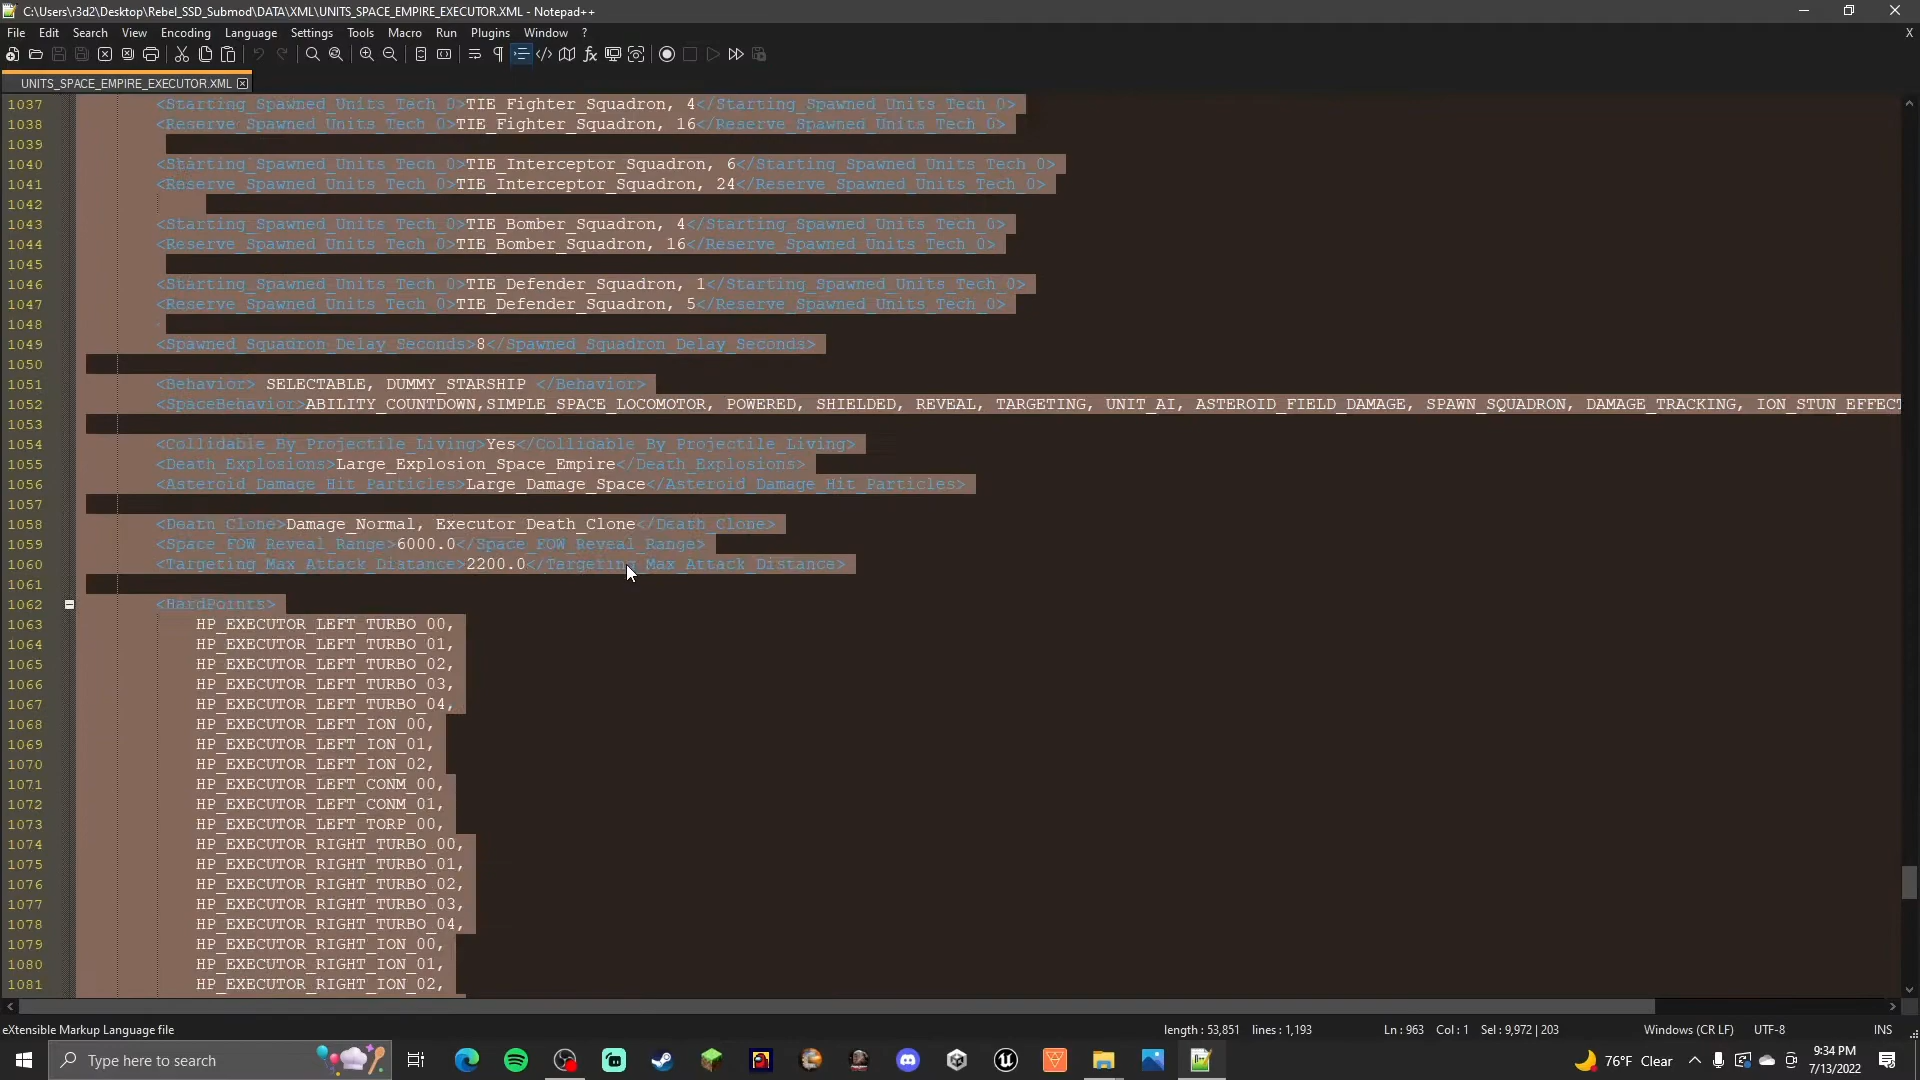 C:\Users\r3d2\Desktop\Rebel_SSD_Submod\DATA\XML\UNITS_SPACE_EMPIRE_EXECUTOR.XML - Notepad++
File Edit Search View Encoding Language Settings Tools Macro Run Plugins Window ? X
UNITS_SPACE_EMPIRE_EXECUTOR.XML
1037 <Starting_Spawned_Units_Tech_0>TIE_Fighter_Squadron, 4</Starting_Spawned_Units_Tech_0>
1038 <Reserve_Spawned_Units_Tech_0>TIE_Fighter_Squadron, 16</Reserve_Spawned_Units_Tech_0>
1039
1040 <Starting_Spawned_Units_Tech_0>TIE_Interceptor_Squadron, 6</Starting_Spawned_Units_Tech_0>
1041 <Reserve_Spawned_Units_Tech_0>TIE_Interceptor_Squadron, 24</Reserve_Spawned_Units_Tech_0>
1042
1043 <Starting_Spawned_Units_Tech_0>TIE_Bomber_Squadron, 4</Starting_Spawned_Units_Tech_0>
1044 <Reserve_Spawned_Units_Tech_0>TIE_Bomber_Squadron, 16</Reserve_Spawned_Units_Tech_0>
1045
1046 <Starting_Spawned_Units_Tech_0>TIE_Defender_Squadron, 1</Starting_Spawned_Units_Tech_0>
1047 <Reserve_Spawned_Units_Tech_0>TIE_Defender_Squadron, 5</Reserve_Spawned_Units_Tech_0>
1048
1049 <Spawned_Squadron_Delay_Seconds>8</Spawned_Squadron_Delay_Seconds>
1050
1051 <Behavior> SELECTABLE, DUMMY_STARSHIP </Behavior>
1052 <SpaceBehavior>ABILITY_COUNTDOWN,SIMPLE_SPACE_LOCOMOTOR, POWERED, SHIELDED, REVEAL, TARGETING, UNIT_AI, ASTEROID_FIELD_DAMAGE, SPAWN_SQUADRON, DAMAGE_TRACKING, ION_STUN_EFFECT
1053
1054 <Collidable_By_Projectile_Living>Yes</Collidable_By_Projectile_Living>
1055 <Death_Explosions>Large_Explosion_Space_Empire</Death_Explosions>
1056 <Asteroid_Damage_Hit_Particles>Large_Damage_Space</Asteroid_Damage_Hit_Particles>
1057
1058 <Death_Clone>Damage_Normal, Executor_Death_Clone</Death_Clone>
1059 <Space_FOW_Reveal_Range>6000.0</Space_FOW_Reveal_Range>
1060 <Targeting_Max_Attack_Distance>2200.0</Targeting_Max_Attack_Distance>
1061
1062 <HardPoints>
1063 HP_EXECUTOR_LEFT_TURBO_00,
1064 HP_EXECUTOR_LEFT_TURBO_01,
1065 HP_EXECUTOR_LEFT_TURBO_02,
1066 HP_EXECUTOR_LEFT_TURBO_03,
1067 HP_EXECUTOR_LEFT_TURBO_04,
1068 HP_EXECUTOR_LEFT_ION_00,
1069 HP_EXECUTOR_LEFT_ION_01,
1070 HP_EXECUTOR_LEFT_ION_02,
1071 HP_EXECUTOR_LEFT_CONM_00,
1072 HP_EXECUTOR_LEFT_CONM_01,
1073 HP_EXECUTOR_LEFT_TORP_00,
1074 HP_EXECUTOR_RIGHT_TURBO_00,
1075 HP_EXECUTOR_RIGHT_TURBO_01,
1076 HP_EXECUTOR_RIGHT_TURBO_02,
1077 HP_EXECUTOR_RIGHT_TURBO_03,
1078 HP_EXECUTOR_RIGHT_TURBO_04,
1079 HP_EXECUTOR_RIGHT_ION_00,
1080 HP_EXECUTOR_RIGHT_ION_01,
1081 HP_EXECUTOR_RIGHT_ION_02,
eXtensible Markup Language file length : 53,851 lines : 1,193 Ln : 963 Col : 1 Sel : 9,972 | 203 Windows (CR LF) UTF-8 INS
Type here to search 76°F Clear 9:34 PM
7/13/2022